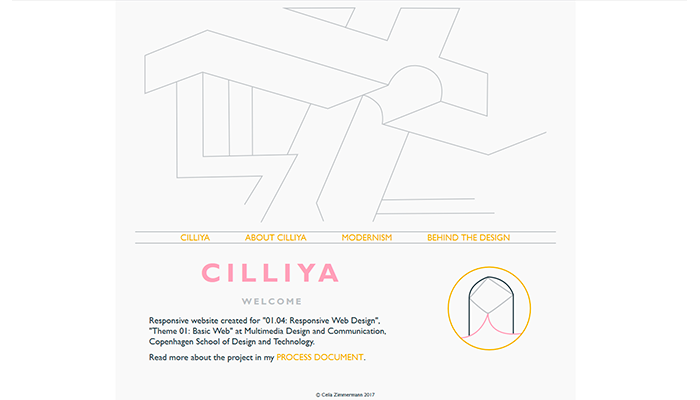 CILLIYA ABOUT CILLIYA MODERNISM BEHIND THE DESIGN
CILLIYA
WELCOME
Responsive website created for "01.04: Responsive Web Design",
"Theme 01: Basic Web" at Multimedia Design and Communication,
Copenhagen School of Design and Technology.
Read more about the project in my PROCESS DOCUMENT.
© Celia Zimmermans 2017